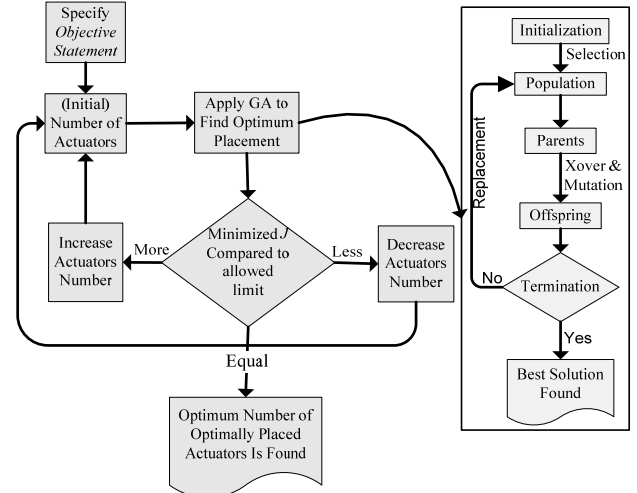 Specify
Objective
Statement
(Initial)
Number of
Actuators
Apply GA to
Find Optimum
Placement
Minimized J
Compared to
allowed
limit
More
Less
Increase
Actuators
Number
Decrease
Actuators
Number
Equal
Optimum Number of
Optimally Placed
Actuators Is Found
Initialization
Selection
Population
Replacement
Parents
Xover &
Mutation
Offspring
No
Termination
Yes
Best Solution
Found